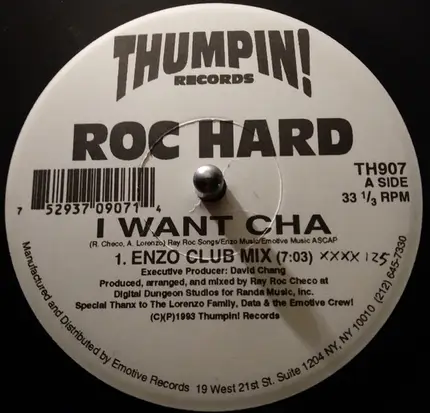 THUMPIN!
RECORDS
ROC HARD
TH907
A SIDE
33 1/3 RPM
7 52937 09071 4
I WANT CHA
(R. Checo, A. Lorenzo) Ray Roc Songs/Enzo Music/Emotive Music ASCAP
1. ENZO CLUB MIX (7:03) XXXX 125
Executive Producer: David Chang
Produced, arranged, and mixed by Ray Roc Checo at
Digital Dungeon Studios for Randa Music, Inc.
Special Thanx to The Lorenzo Family, Data & the Emotive Crew!
(C)(P)1993 Thumpin! Records
Manufactured and Distributed by Emotive Records 19 West 21st St. Suite 1204 NY, NY 10010 (212) 645-7330